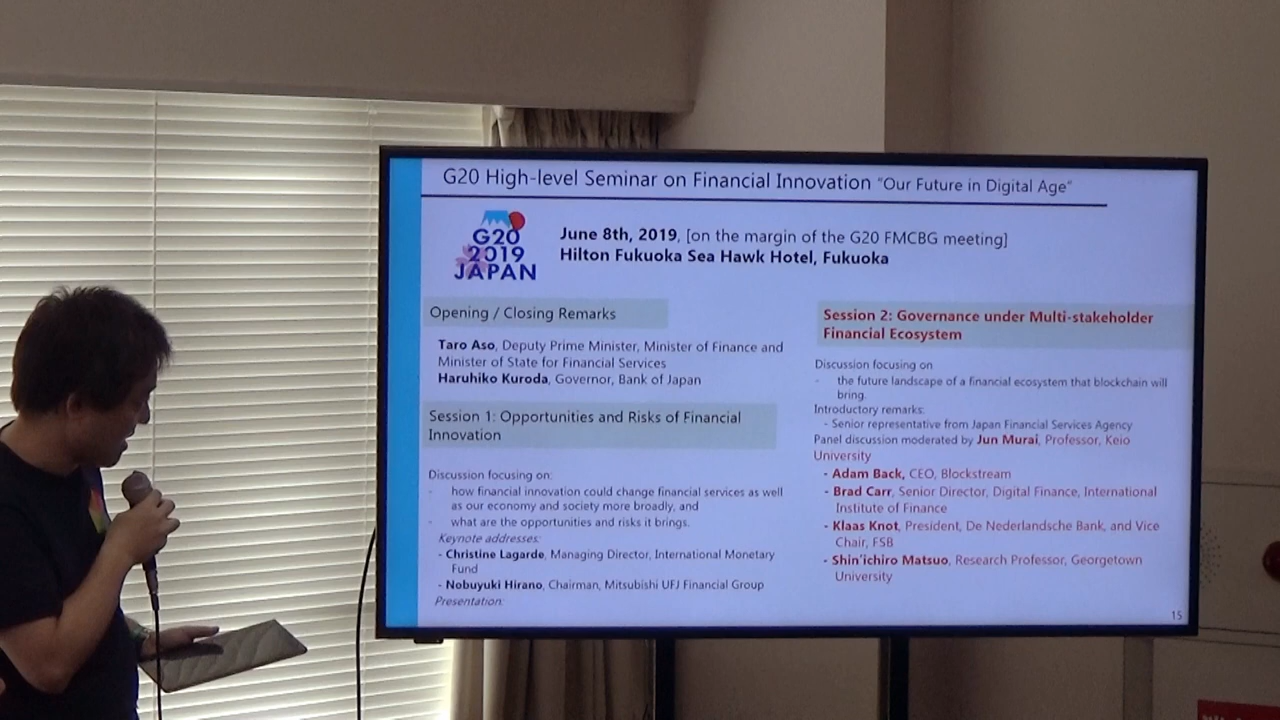 G20 High-level Seminar on Financial Innovation "Our Future in Digital Age"
G20
2019
JAPAN
June 8th, 2019, [on the margin of the G20 FMCBG meeting]
Hilton Fukuoka Sea Hawk Hotel, Fukuoka
Opening / Closing Remarks
Taro Aso, Deputy Prime Minister, Minister of Finance and
Minister of State for Financial Services
Haruhiko Kuroda, Governor, Bank of Japan
Session 1: Opportunities and Risks of Financial
Innovation
Discussion focusing on:
- how financial innovation could change financial services as well
as our economy and society more broadly, and
- what are the opportunities and risks it brings.
Keynote addresses:
- Christine Lagarde, Managing Director, International Monetary
Fund
- Nobuyuki Hirano, Chairman, Mitsubishi UFJ Financial Group
Presentation:
Session 2: Governance under Multi-stakeholder
Financial Ecosystem
Discussion focusing on
- the future landscape of a financial ecosystem that blockchain will
bring.
Introductory remarks:
- Senior representative from Japan Financial Services Agency
Panel discussion moderated by Jun Murai, Professor, Keio
University
- Adam Back, CEO, Blockstream
- Brad Carr, Senior Director, Digital Finance, International
Institute of Finance
- Klaas Knot, President, De Nederlandsche Bank, and Vice
Chair, FSB
- Shin'ichiro Matsuo, Research Professor, Georgetown
University
15